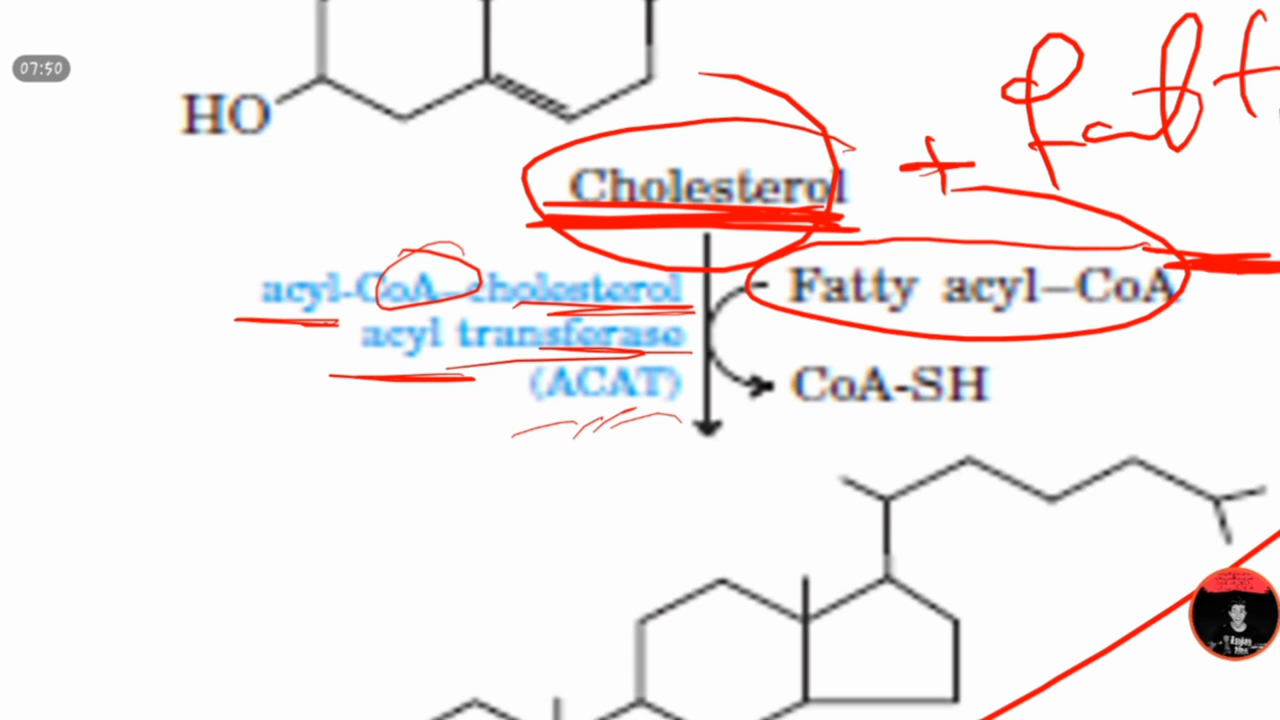 07:50
+ fatt
HO
Cholesterol
acyl-CoA-cholesterol
acyl transferase
(ACAT)
Fatty acyl–CoA
CoA-SH